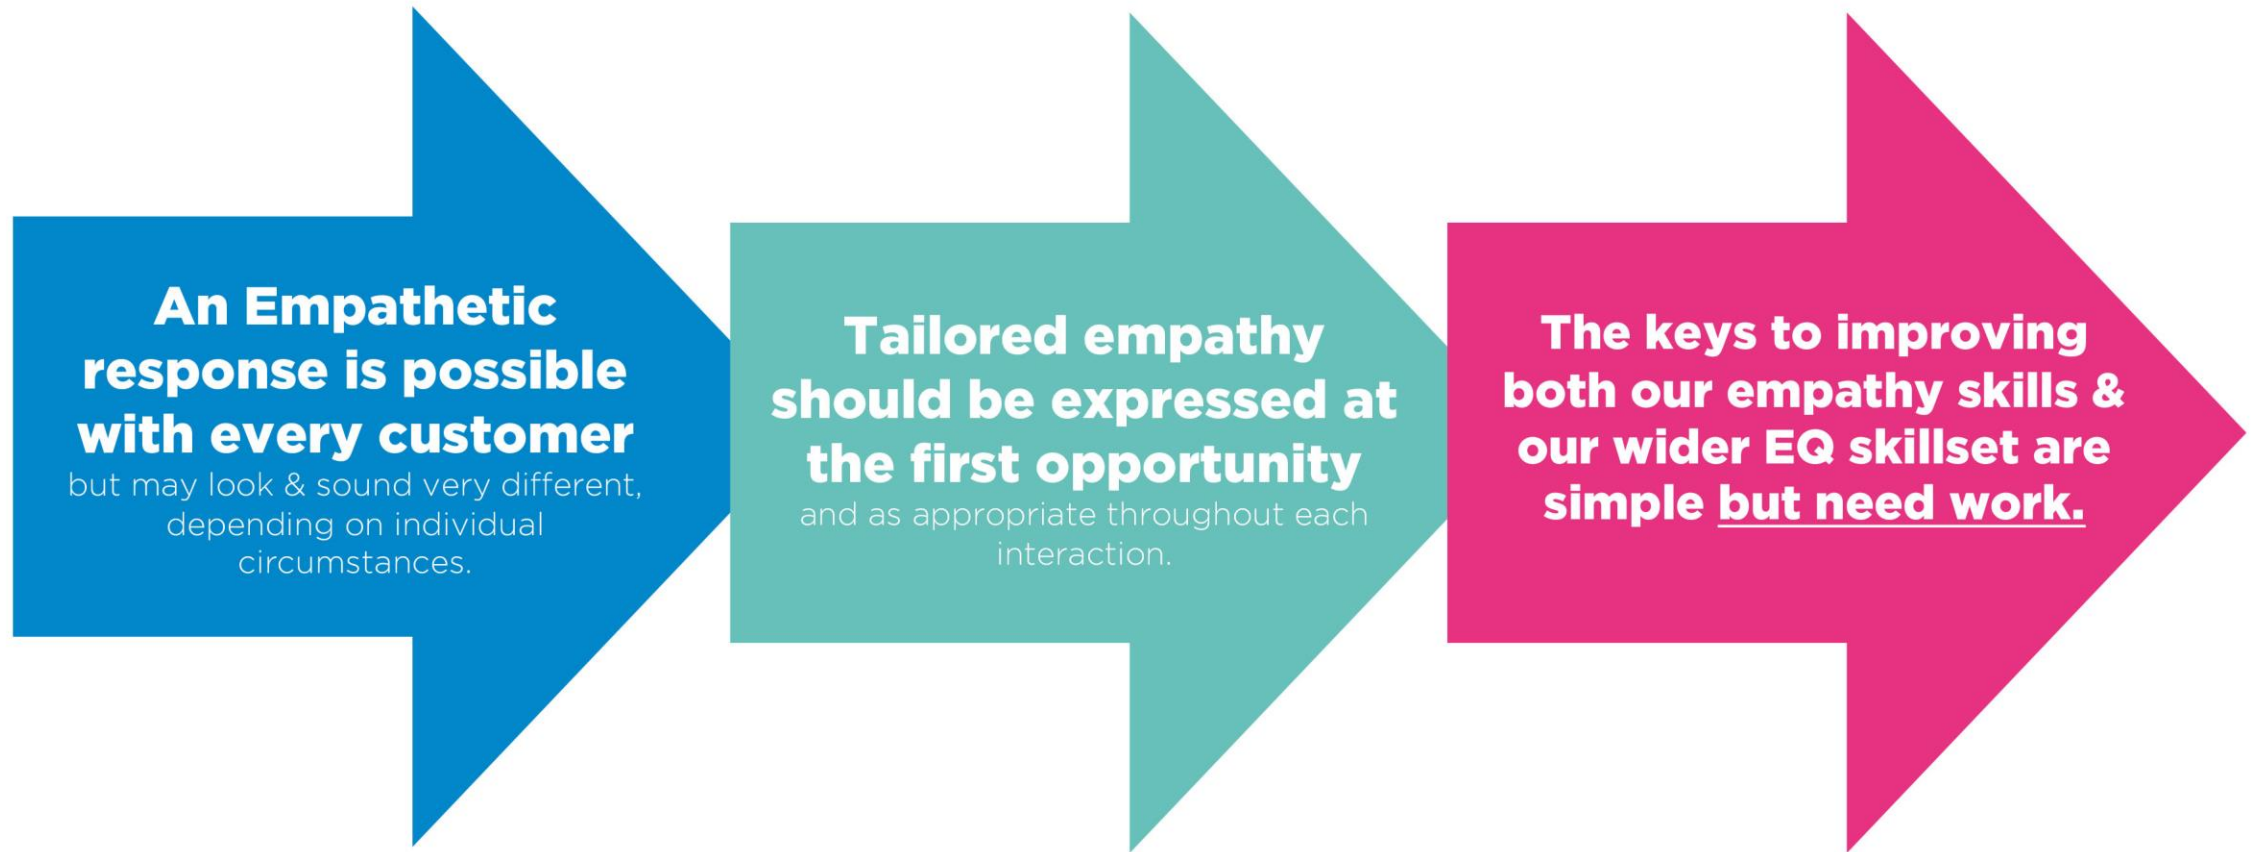 An Empathetic
response is possible
with every customer
but may look & sound very different,
depending on individual
circumstances.
Tailored empathy
should be expressed at
the first opportunity
and as appropriate throughout each
interaction.
The keys to improving
both our empathy skills &
our wider EQ skillset are
simple but need work.